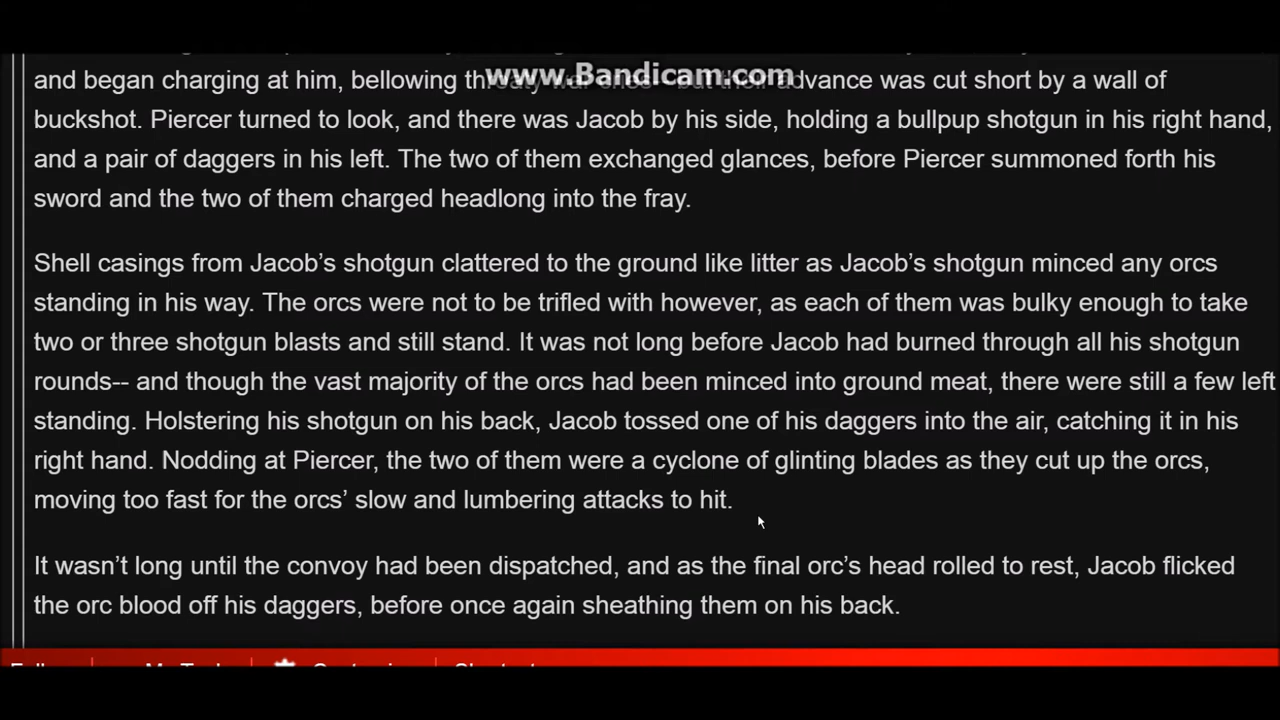 www.Bandicam.com
and began charging at him, bellowing throaty war cries-- but their advance was cut short by a wall of
buckshot. Piercer turned to look, and there was Jacob by his side, holding a bullpup shotgun in his right hand,
and a pair of daggers in his left. The two of them exchanged glances, before Piercer summoned forth his
sword and the two of them charged headlong into the fray.
Shell casings from Jacob’s shotgun clattered to the ground like litter as Jacob’s shotgun minced any orcs
standing in his way. The orcs were not to be trifled with however, as each of them was bulky enough to take
two or three shotgun blasts and still stand. It was not long before Jacob had burned through all his shotgun
rounds-- and though the vast majority of the orcs had been minced into ground meat, there were still a few left
standing. Holstering his shotgun on his back, Jacob tossed one of his daggers into the air, catching it in his
right hand. Nodding at Piercer, the two of them were a cyclone of glinting blades as they cut up the orcs,
moving too fast for the orcs’ slow and lumbering attacks to hit.
It wasn’t long until the convoy had been dispatched, and as the final orc’s head rolled to rest, Jacob flicked
the orc blood off his daggers, before once again sheathing them on his back.